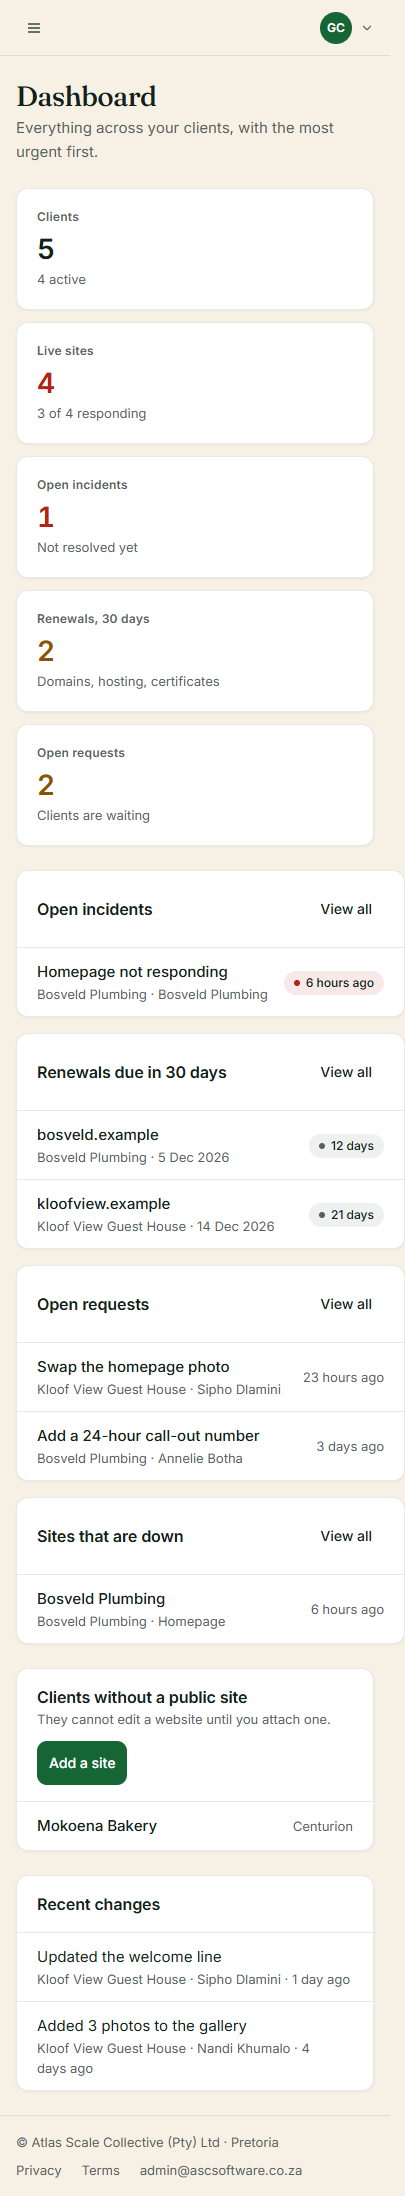 GC
Dashboard
Everything across your clients, with the most
urgent first.
Clients
5
4 active
Live sites
4
3 of 4 responding
Open incidents
1
Not resolved yet
Renewals, 30 days
2
Domains, hosting, certificates
Open requests
2
Clients are waiting
Open incidents View all
Homepage not responding
Bosveld Plumbing · Bosveld Plumbing
6 hours ago
Renewals due in 30 days View all
bosveld.example
Bosveld Plumbing · 5 Dec 2026
12 days
kloofview.example
Kloof View Guest House · 14 Dec 2026
21 days
Open requests View all
Swap the homepage photo
Kloof View Guest House · Sipho Dlamini
23 hours ago
Add a 24-hour call-out number
Bosveld Plumbing · Annelie Botha
3 days ago
Sites that are down View all
Bosveld Plumbing
Bosveld Plumbing · Homepage
6 hours ago
Clients without a public site
They cannot edit a website until you attach one.
Add a site
Mokoena Bakery Centurion
Recent changes
Updated the welcome line
Kloof View Guest House · Sipho Dlamini · 1 day ago
Added 3 photos to the gallery
Kloof View Guest House · Nandi Khumalo · 4
days ago
© Atlas Scale Collective (Pty) Ltd · Pretoria
Privacy Terms admin@ascsoftware.co.za